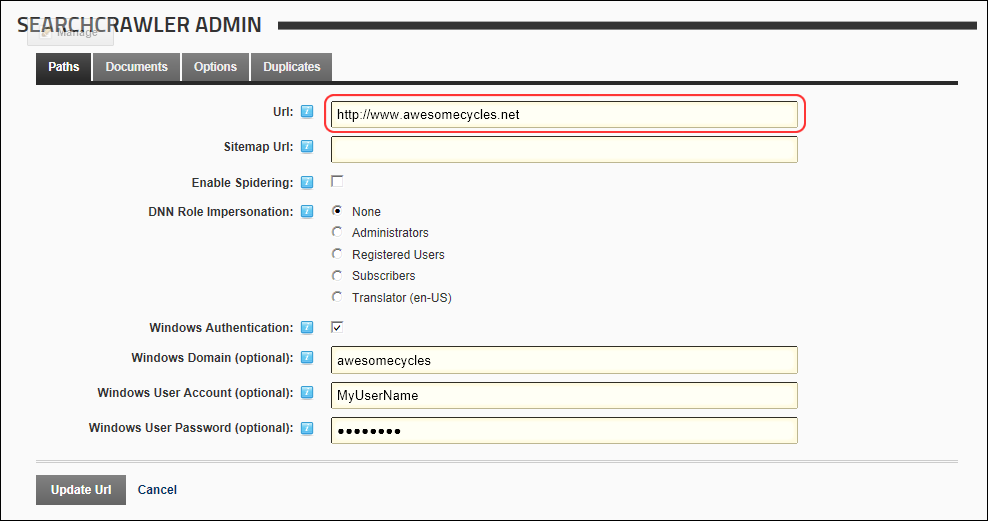 SEARCHCRAWLER ADMIN
Manage
Paths Documents Options Duplicates
Url: http://www.awesomecycles.net
Sitemap Url:
Enable Spidering:
DNN Role Impersonation: None
Administrators
Registered Users
Subscribers
Translator (en-US)
Windows Authentication:
Windows Domain (optional): awesomecycles
Windows User Account (optional): MyUserName
Windows User Password (optional): ●●●●●●●●
Update Url Cancel